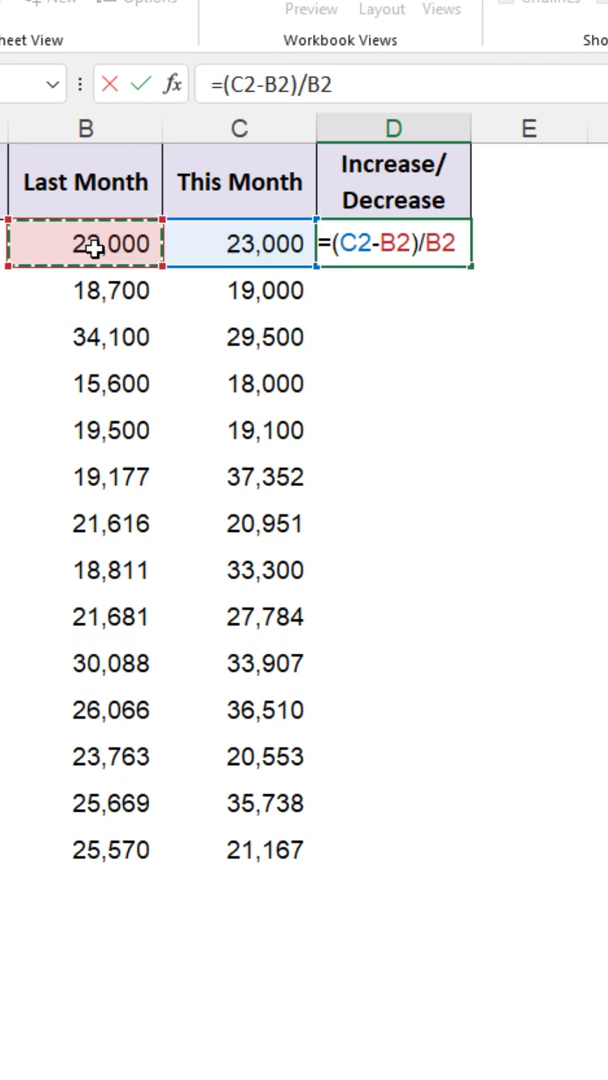 Preview Layout Views
heet View
Workbook Views
Sho
fx =(C2-B2)/B2
B C D E
Last Month This Month Increase/
Decrease
23,000 =(C2-B2)/B2
18,700 19,000
34,100 29,500
15,600 18,000
19,500 19,100
19,177 37,352
21,616 20,951
18,811 33,300
21,681 27,784
30,088 33,907
26,066 36,510
23,763 20,553
25,669 35,738
25,570 21,167